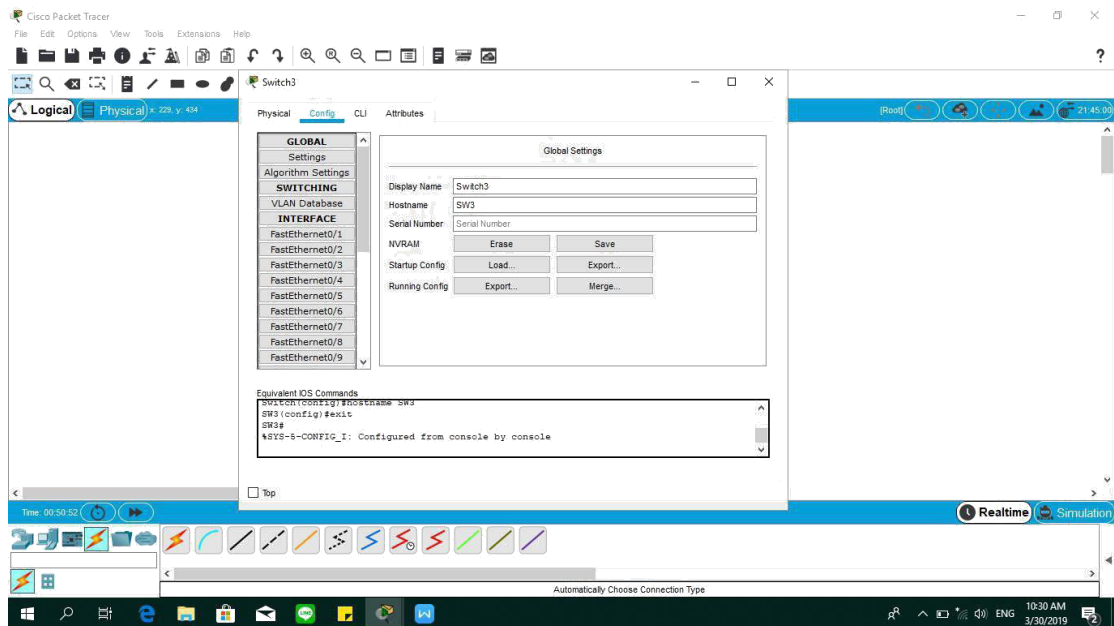 Cisco Packet Tracer
File Edit Options View Tools Extensions Help
?
Switch3
Logical
Physical
x: 229, y: 434
[Root]
21:45:00
Physical Config CLI Attributes
GLOBAL
Settings
Algorithm Settings
SWITCHING
VLAN Database
INTERFACE
FastEthernet0/1
FastEthernet0/2
FastEthernet0/3
FastEthernet0/4
FastEthernet0/5
FastEthernet0/6
FastEthernet0/7
FastEthernet0/8
FastEthernet0/9
Global Settings
Display Name Switch3
Hostname SW3
Serial Number Serial Number
NVRAM Erase Save
Startup Config Load... Export...
Running Config Export... Merge...
Equivalent IOS Commands
Switch(config)#hostname SW3
SW3(config)#exit
SW3#
%SYS-5-CONFIG_I: Configured from console by console
Top
Time: 00:50:52
Realtime
Simulation
Automatically Choose Connection Type
LINE
W
ENG
10:30 AM
3/30/2019
2